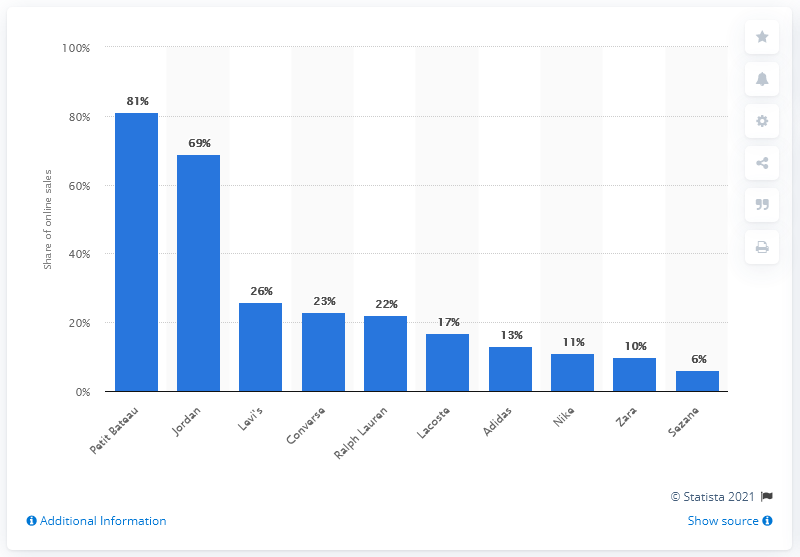 100%
80%
60%
40%
20%
0%
Share of online sales
81%
69%
26%
23%
22%
17%
13%
11%
10%
6%
Petit Bateau
Jordan
Levi's
Converse
Ralph Lauren
Lacoste
Adidas
Nike
Zara
Sezane
© Statista 2021
Additional Information
Show source